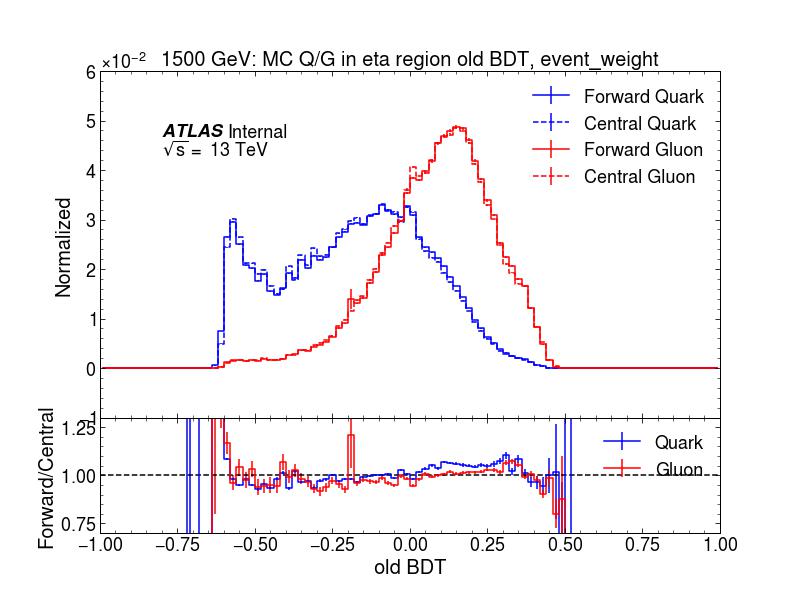 ×10−2 1500 GeV: MC Q/G in eta region old BDT, event_weight
6
5
4
3
2
1
0
−1
Normalized
ATLAS Internal
√s = 13 TeV
Forward Quark
Central Quark
Forward Gluon
Central Gluon
1.25
1.00
0.75
Forward/Central
Quark
Gluon
−1.00 −0.75 −0.50 −0.25 0.00 0.25 0.50 0.75 1.00
old BDT